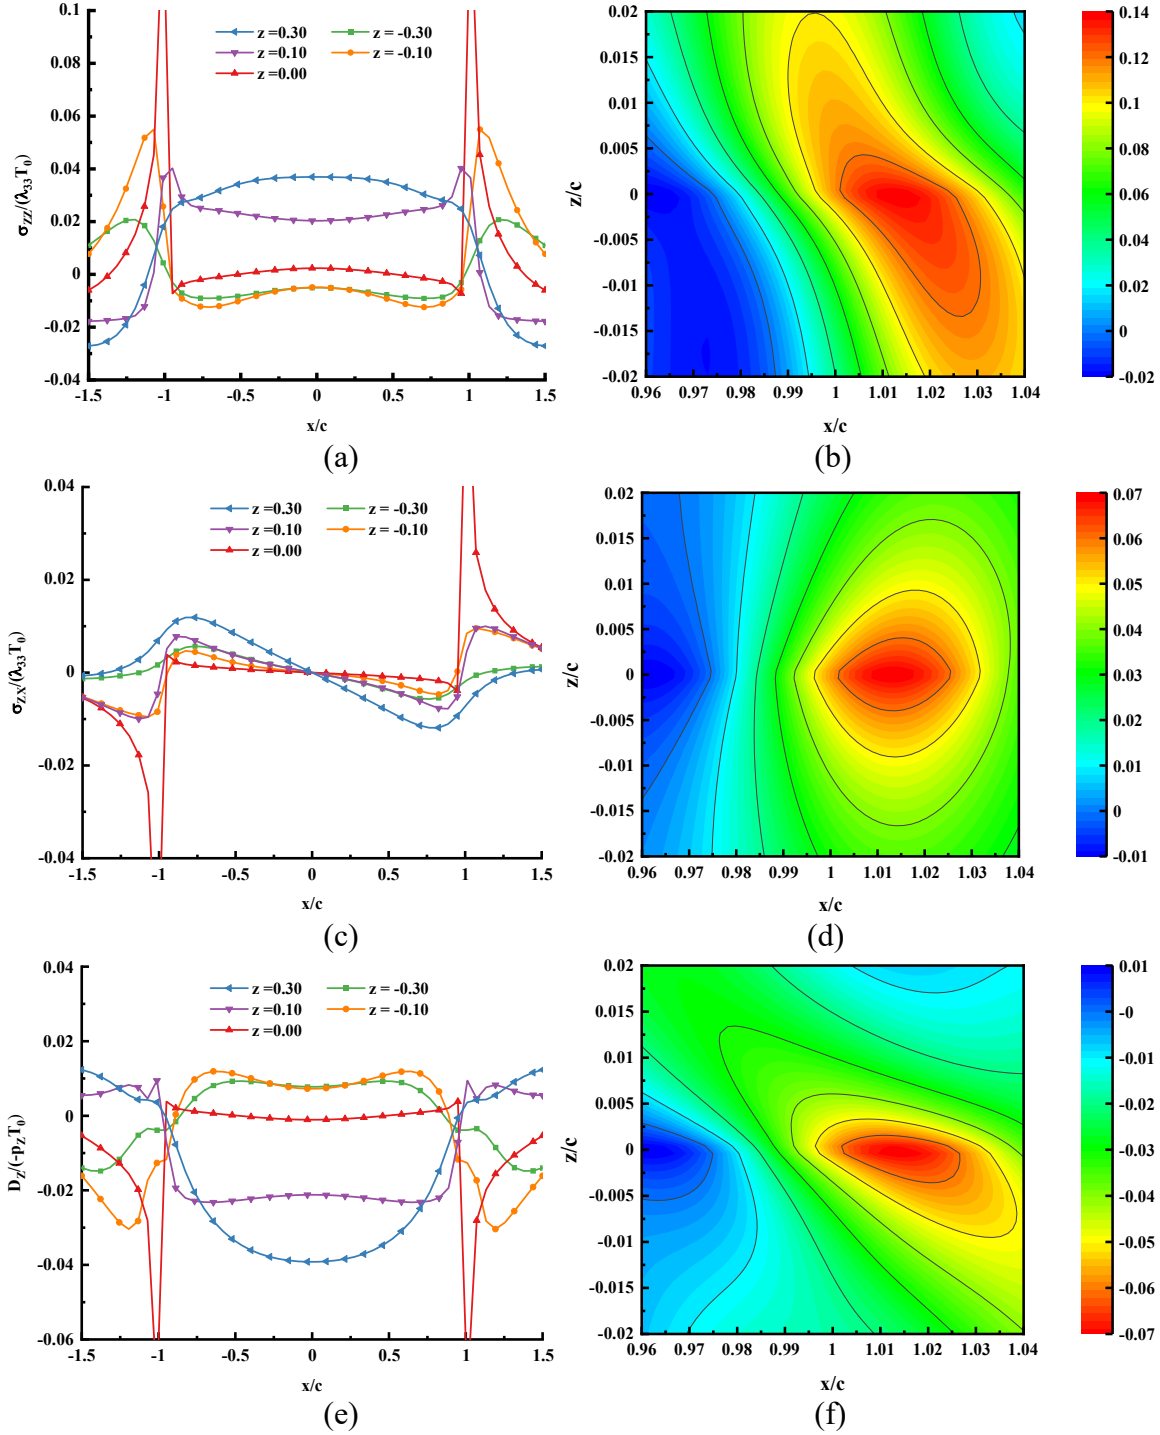 0.1
0.08
0.06
0.04
0.02
0
-0.02
-0.04
σZZ/(λ33T0)
z =0.30
z = -0.30
z =0.10
z = -0.10
z =0.00
-1.5 -1 -0.5 0 0.5 1 1.5
x/c
(a)
0.02
0.015
0.01
0.005
0
-0.005
-0.01
-0.015
-0.02
z/c
0.96 0.97 0.98 0.99 1 1.01 1.02 1.03 1.04
x/c
0.14
0.12
0.10
0.08
0.06
0.04
0.02
0
-0.02
(b)
0.04
0.02
0
-0.02
-0.04
σZX/(λ33T0)
z =0.30
z = -0.30
z =0.10
z = -0.10
z =0.00
-1.5 -1 -0.5 0 0.5 1 1.5
x/c
(c)
0.02
0.015
0.01
0.005
0
-0.005
-0.01
-0.015
-0.02
z/c
0.96 0.97 0.98 0.99 1 1.01 1.02 1.03 1.04
x/c
0.07
0.06
0.05
0.04
0.03
0.02
0.01
0
-0.01
(d)
0.04
0.02
0
-0.02
-0.04
-0.06
DZ/(-pZT0)
z =0.30
z = -0.30
z =0.10
z = -0.10
z =0.00
-1.5 -1 -0.5 0 0.5 1 1.5
x/c
(e)
0.02
0.015
0.01
0.005
0
-0.005
-0.01
-0.015
-0.02
z/c
0.96 0.97 0.98 0.99 1 1.01 1.02 1.03 1.04
x/c
0.01
-0
-0.01
-0.02
-0.03
-0.04
-0.05
-0.06
-0.07
(f)